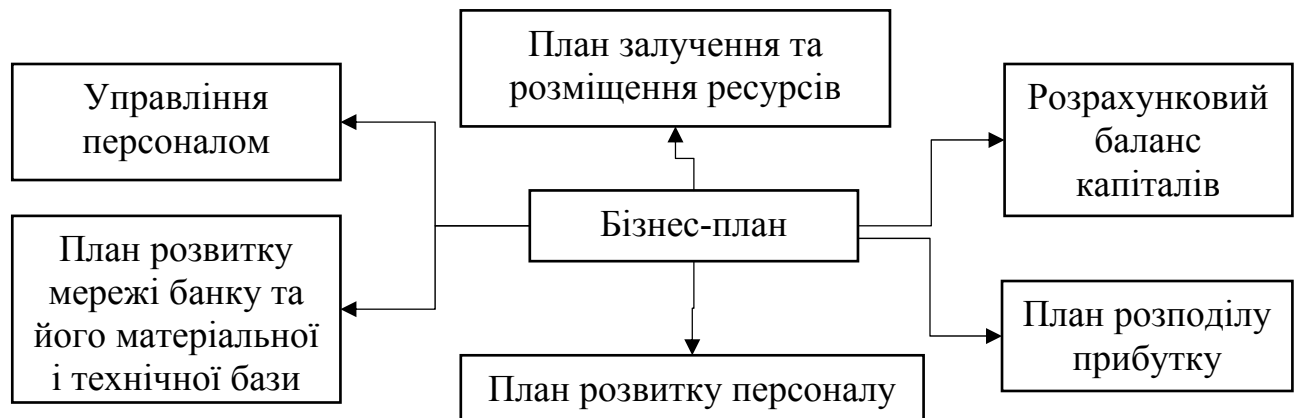 План залучення та
розміщення ресурсів
Управління
персоналом
Розрахунковий
баланс
капіталів
Бізнес-план
План розвитку
мережі банку та
його матеріальної
і технічної бази
План розподілу
прибутку
План розвитку персоналу